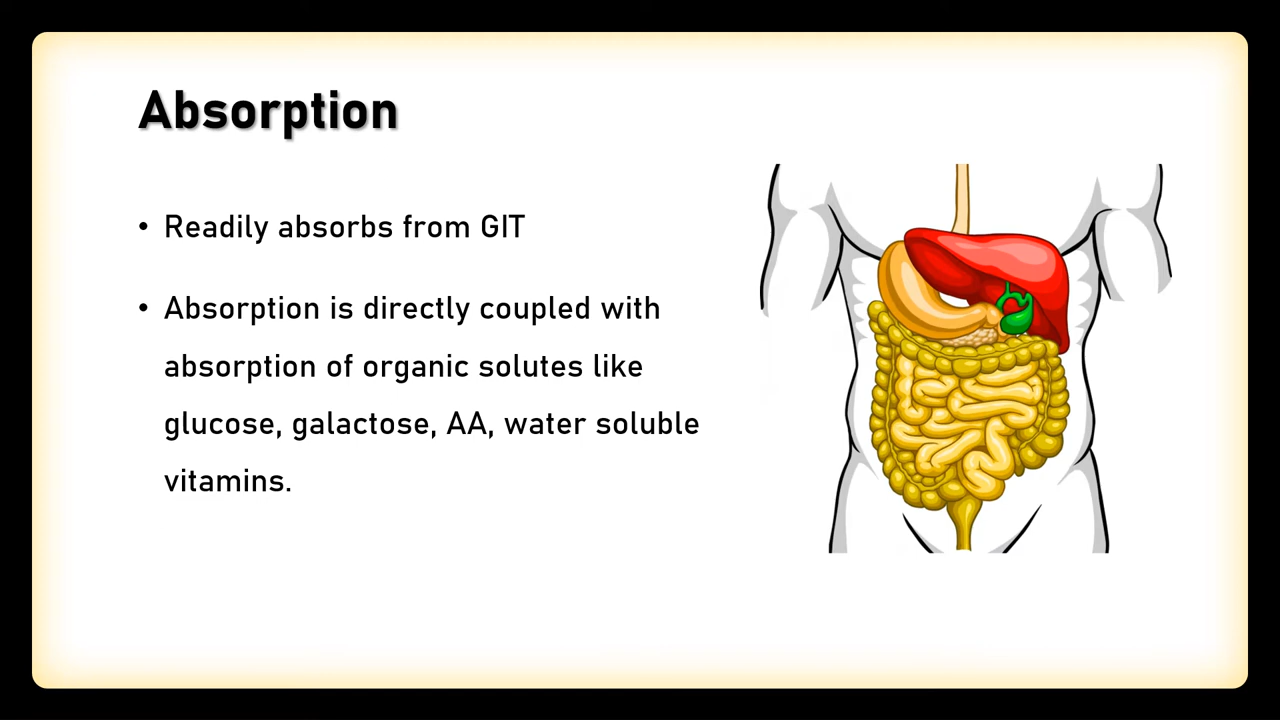 Absorption
• Readily absorbs from GIT
• Absorption is directly coupled with
absorption of organic solutes like
glucose, galactose, AA, water soluble
vitamins.